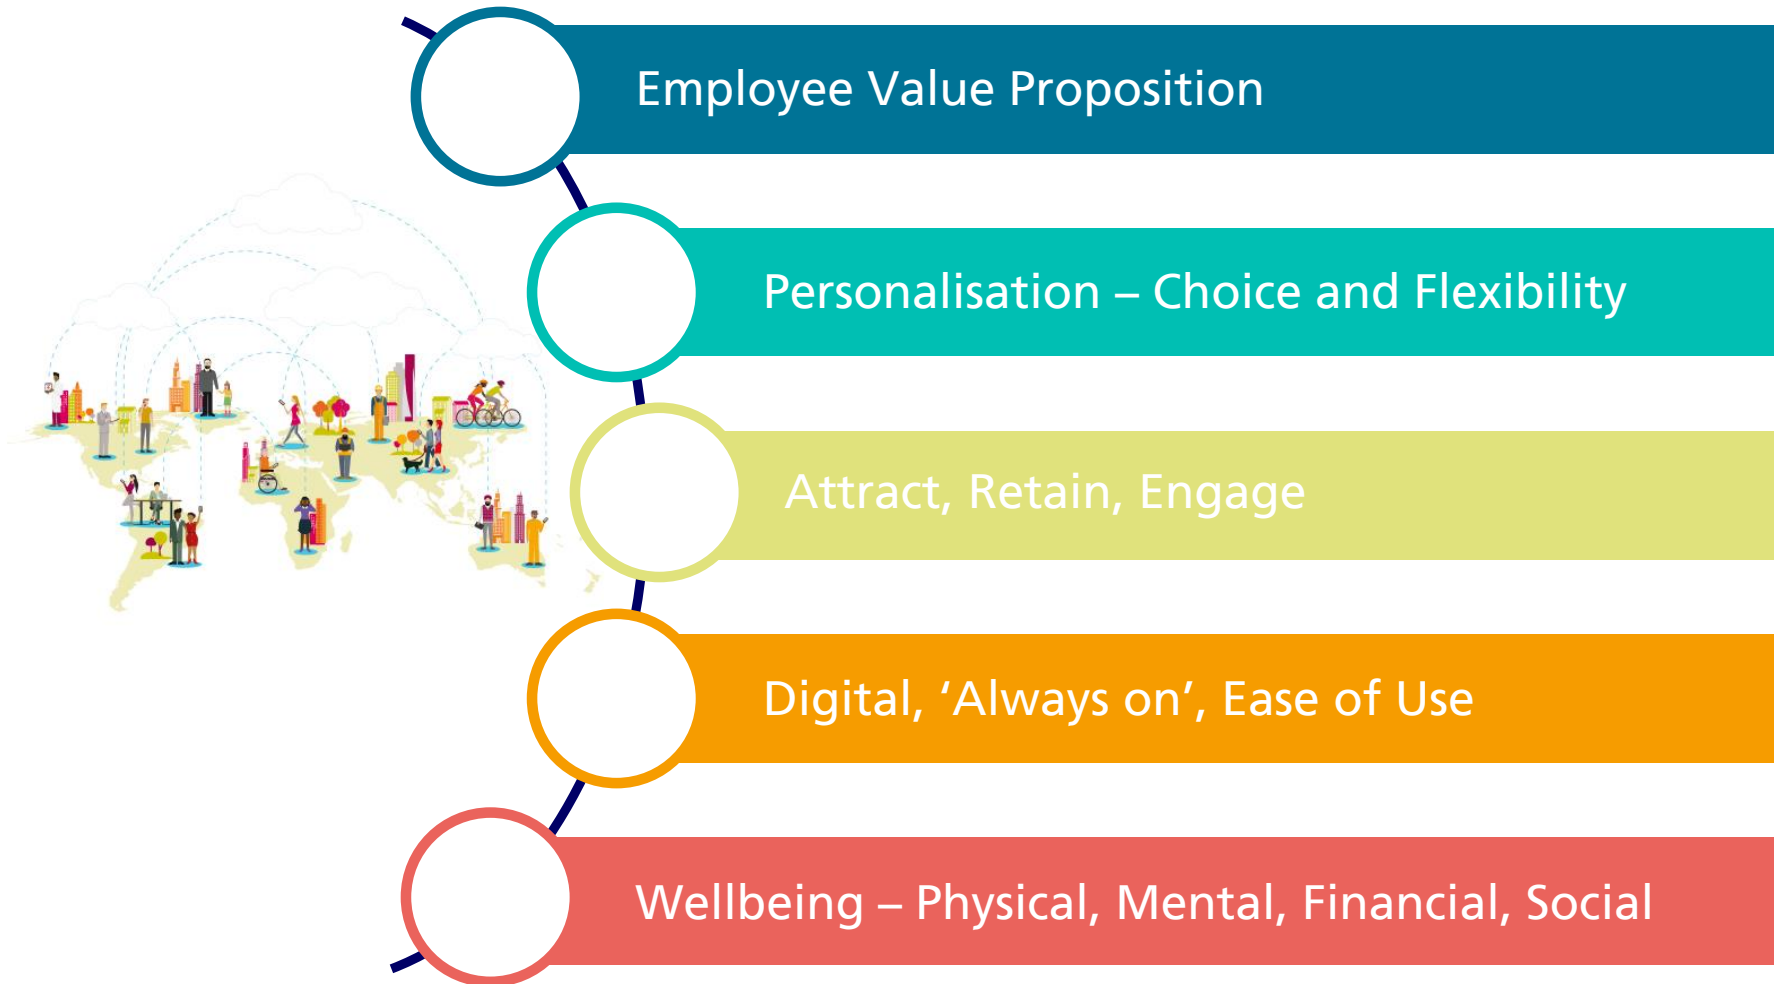 Employee Value Proposition
Personalisation – Choice and Flexibility
Attract, Retain, Engage
Digital, ‘Always on’, Ease of Use
Wellbeing – Physical, Mental, Financial, Social